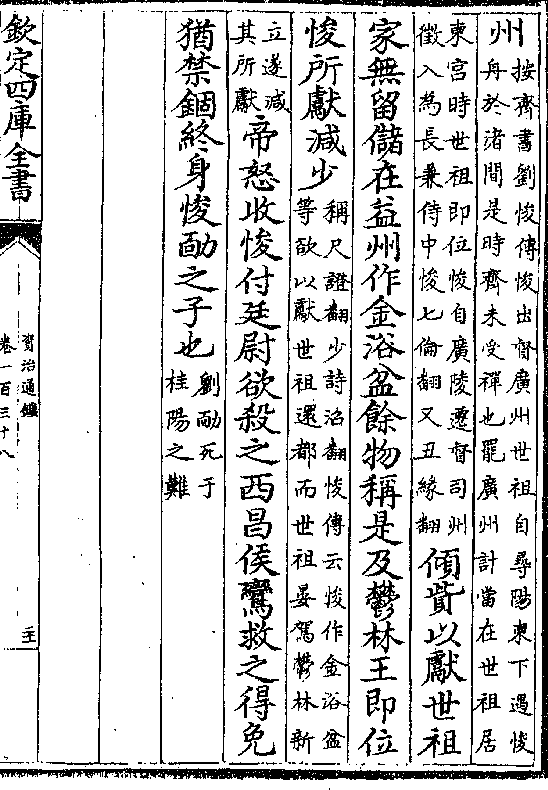 州按齊書劉悛傳悛出督廣州世祖自尋陽東下遇悛
舟於渚間是時齊未受禪也罷廣州計當在世祖居
東宮時世祖即位悛自廣陵遷督司州
徵入為長兼侍中悛七倫翻又丑緣翻傾貲以獻世祖
家無留儲在益州作金浴盆餘物稱是及鬱林王即位
悛所獻減少稱尺證翻少詩沼翻悛傳云悛作金浴盆
等欲以獻世祖還都而世祖晏駕鬱林新
立遂減
其所獻帝怒收悛付廷尉欲殺之西昌侯鸞救之得免
猶禁錮終身悛勔之子也劉勔死于
桂陽之難
欽定四庫全書
資治通鑑
卷一百三十八